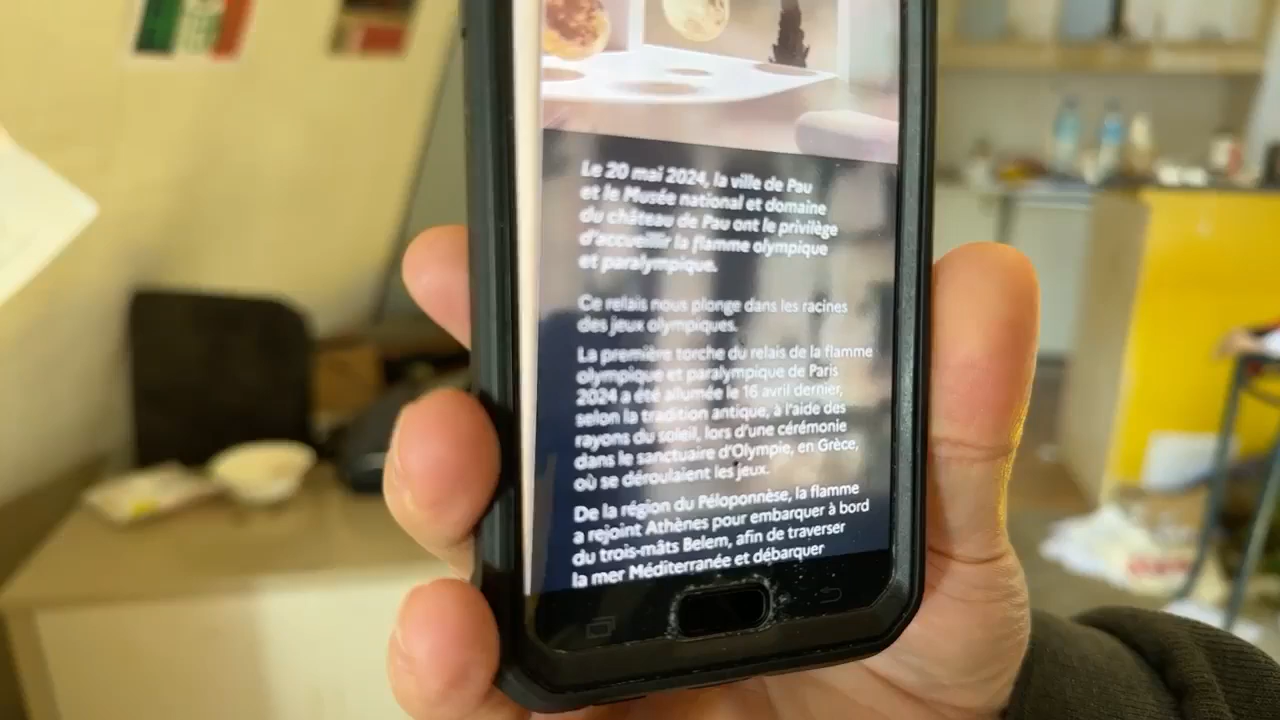 Le 20 mai 2024, la ville de Pau
et le Musée national et domaine
du château de Pau ont le privilège
d'accueillir la flamme olympique
et paralympique.
Ce relais nous plonge dans les racines
des jeux olympiques.
La première torche du relais de la flamme
olympique et paralympique de Paris
2024 a été allumée le 16 avril dernier,
selon la tradition antique, à l'aide des
rayons du soleil, lors d'une cérémonie
dans le sanctuaire d'Olympie, en Grèce,
où se déroulaient les jeux.
De la région du Péloponnèse, la flamme
a rejoint Athènes pour embarquer à bord
du trois-mâts Belem, afin de traverser
la mer Méditerranée et débarquer